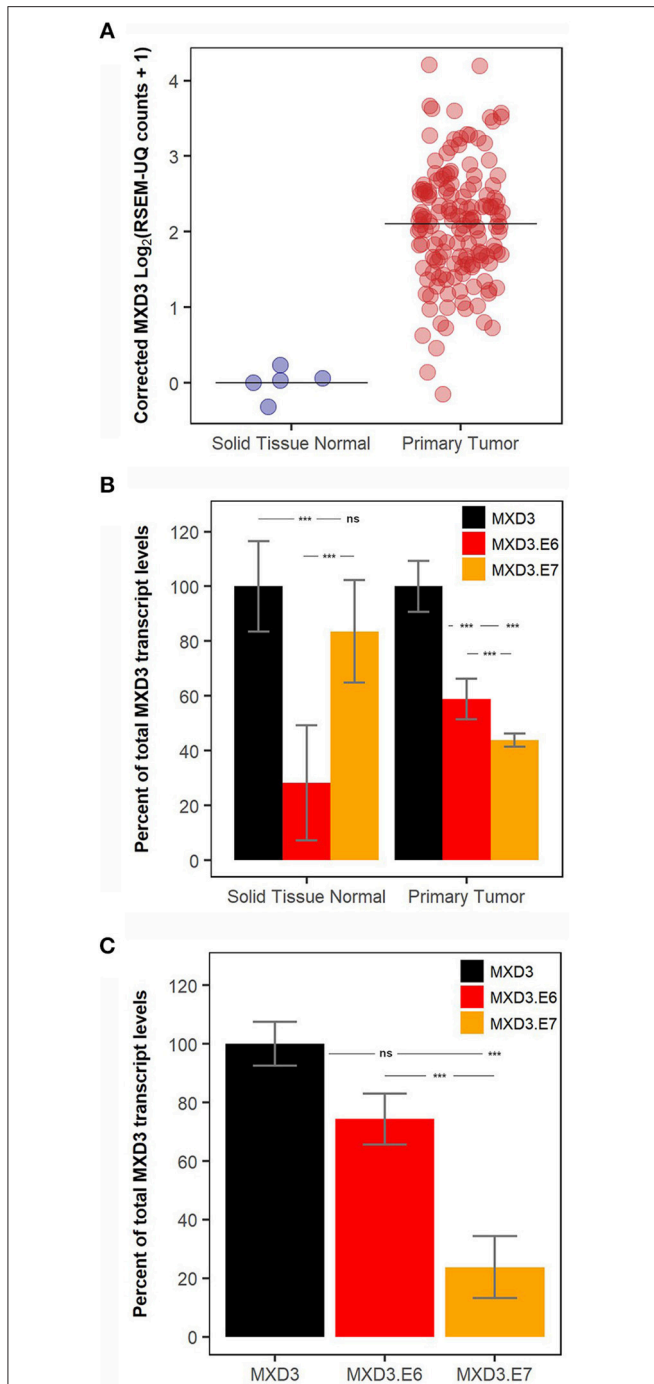 A
Corrected MXD3 Log2(RSEM-UQ counts + 1)
4
3
2
1
0
Solid Tissue Normal
Primary Tumor
B
Percent of total MXD3 transcript levels
120
100
80
60
40
20
0
*** ns
***
MXD3
MXD3.E6
MXD3.E7
*** ***
***
Solid Tissue Normal
Primary Tumor
C
Percent of total MXD3 transcript levels
120
100
80
60
40
20
0
MXD3
MXD3.E6
MXD3.E7
ns ***
***
MXD3
MXD3.E6
MXD3.E7